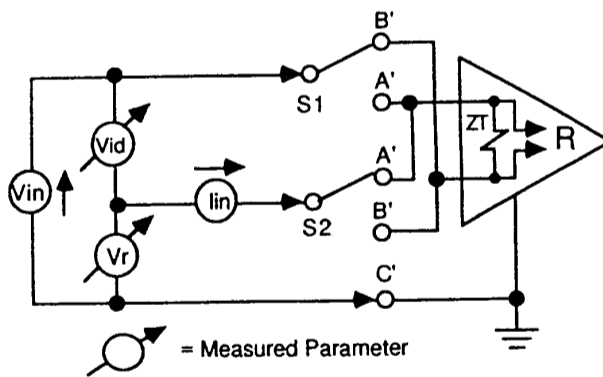 B'
S1
A'
ZT
R
Vid
Vin
Iin
A'
S2
B'
Vr
C'
= Measured Parameter